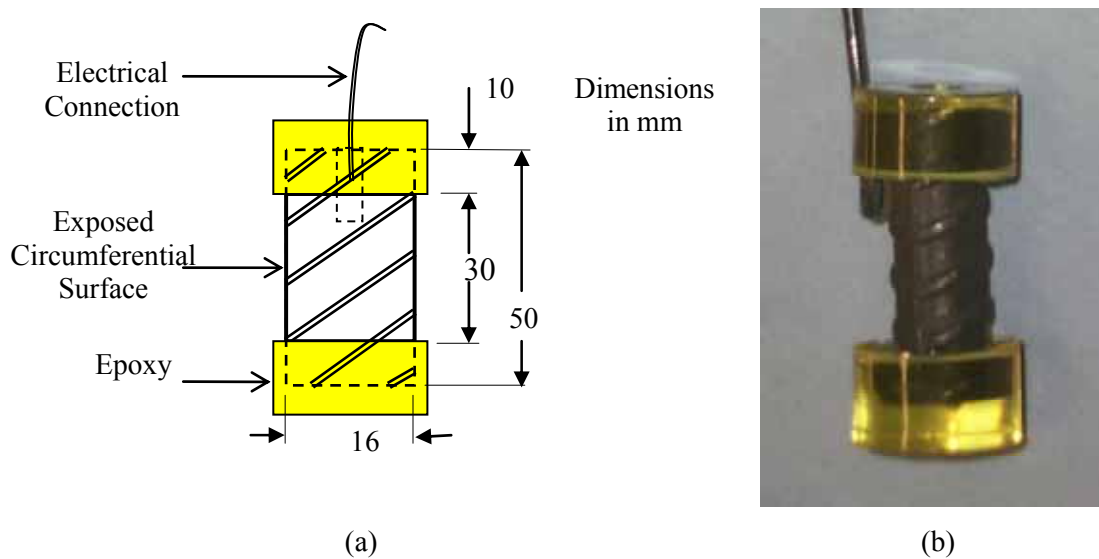 Electrical
Connection
10
Dimensions
in mm
Exposed
Circumferential
Surface
30
50
Epoxy
16
(a)
(b)